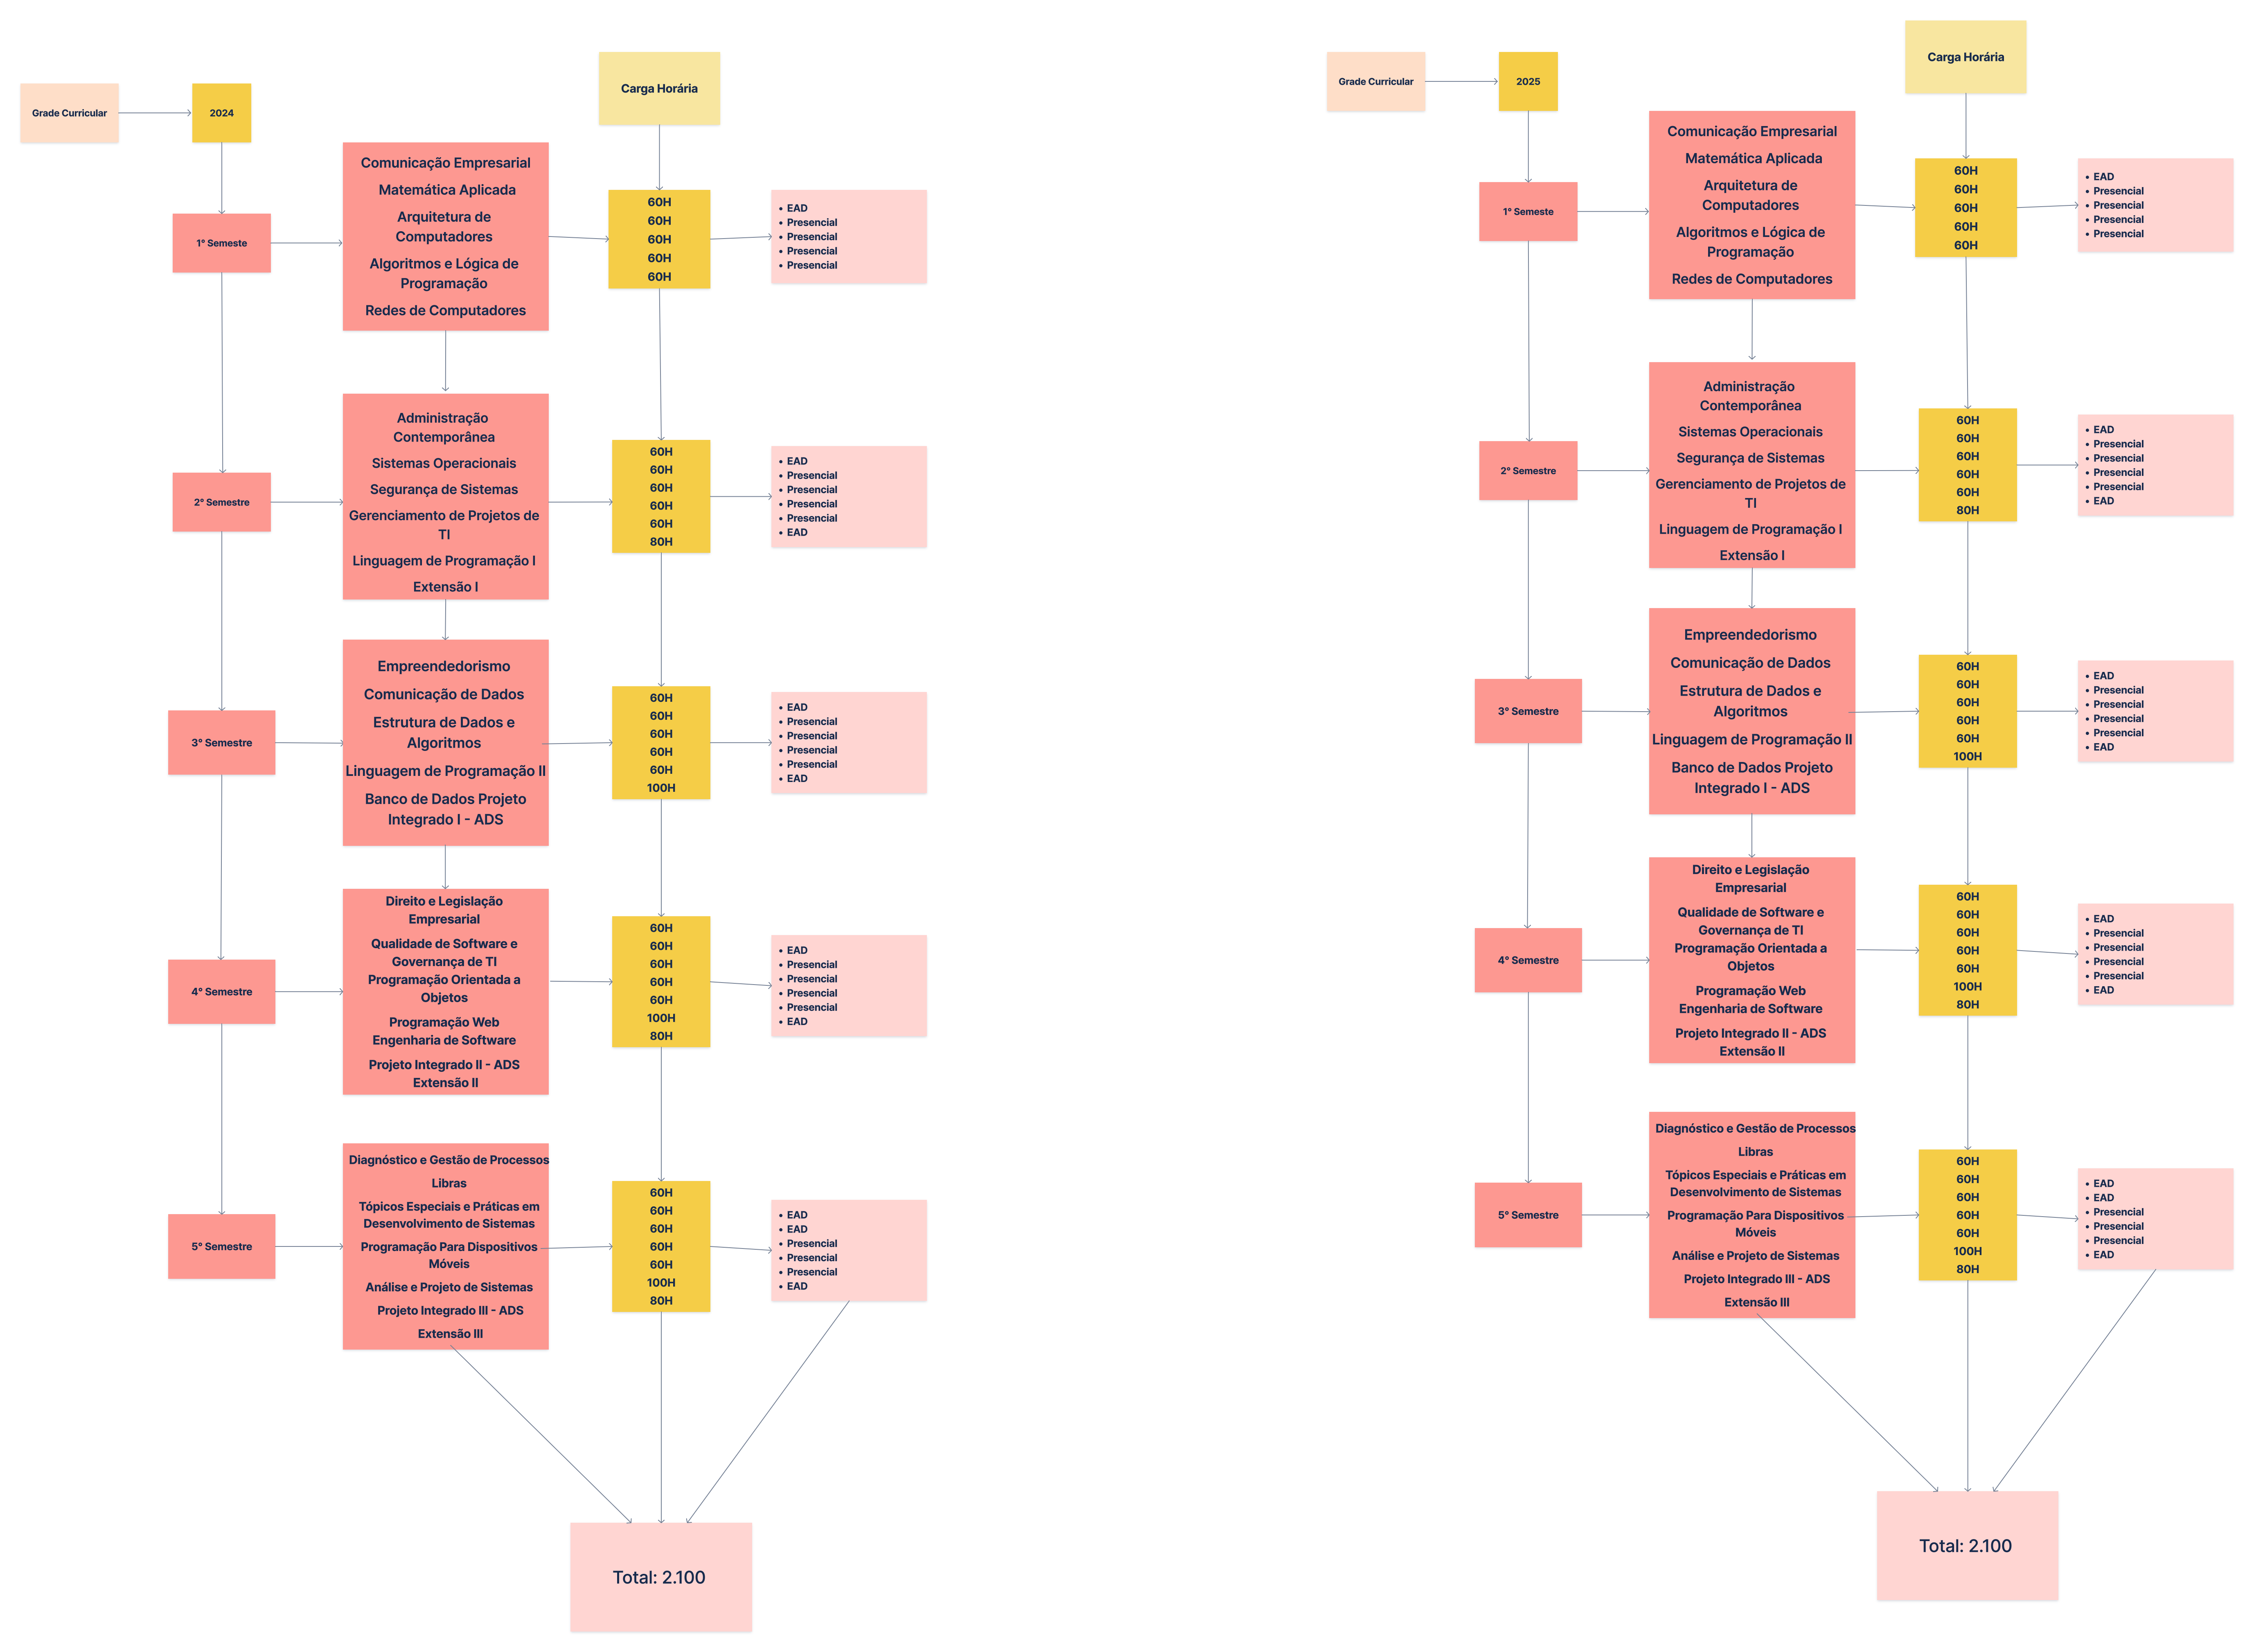 Grade Curricular
2024
Carga Horária
1° Semeste
Comunicação Empresarial
Matemática Aplicada
Arquitetura de
Computadores
Algoritmos e Lógica de
Programação
Redes de Computadores
60H
60H
60H
60H
60H
• EAD
• Presencial
• Presencial
• Presencial
• Presencial
2° Semestre
Administração
Contemporânea
Sistemas Operacionais
Segurança de Sistemas
Gerenciamento de Projetos de
TI
Linguagem de Programação I
Extensão I
60H
60H
60H
60H
60H
80H
• EAD
• Presencial
• Presencial
• Presencial
• Presencial
• EAD
3° Semestre
Empreendedorismo
Comunicação de Dados
Estrutura de Dados e
Algoritmos
Linguagem de Programação II
Banco de Dados Projeto
Integrado I - ADS
60H
60H
60H
60H
60H
100H
• EAD
• Presencial
• Presencial
• Presencial
• Presencial
• EAD
4° Semestre
Direito e Legislação
Empresarial
Qualidade de Software e
Governança de TI
Programação Orientada a
Objetos
Programação Web
Engenharia de Software
Projeto Integrado II - ADS
Extensão II
60H
60H
60H
60H
60H
100H
80H
• EAD
• Presencial
• Presencial
• Presencial
• Presencial
• EAD
5° Semestre
Diagnóstico e Gestão de Processos
Libras
Tópicos Especiais e Práticas em
Desenvolvimento de Sistemas
Programação Para Dispositivos
Móveis
Análise e Projeto de Sistemas
Projeto Integrado III - ADS
Extensão III
60H
60H
60H
60H
60H
100H
80H
• EAD
• EAD
• Presencial
• Presencial
• Presencial
• EAD
Total: 2.100
Grade Curricular
2025
Carga Horária
1° Semeste
Comunicação Empresarial
Matemática Aplicada
Arquitetura de
Computadores
Algoritmos e Lógica de
Programação
Redes de Computadores
60H
60H
60H
60H
60H
• EAD
• Presencial
• Presencial
• Presencial
• Presencial
2° Semestre
Administração
Contemporânea
Sistemas Operacionais
Segurança de Sistemas
Gerenciamento de Projetos de
TI
Linguagem de Programação I
Extensão I
60H
60H
60H
60H
60H
80H
• EAD
• Presencial
• Presencial
• Presencial
• Presencial
• EAD
3° Semestre
Empreendedorismo
Comunicação de Dados
Estrutura de Dados e
Algoritmos
Linguagem de Programação II
Banco de Dados Projeto
Integrado I - ADS
60H
60H
60H
60H
60H
100H
• EAD
• Presencial
• Presencial
• Presencial
• Presencial
• EAD
4° Semestre
Direito e Legislação
Empresarial
Qualidade de Software e
Governança de TI
Programação Orientada a
Objetos
Programação Web
Engenharia de Software
Projeto Integrado II - ADS
Extensão II
60H
60H
60H
60H
60H
100H
80H
• EAD
• Presencial
• Presencial
• Presencial
• Presencial
• EAD
5° Semestre
Diagnóstico e Gestão de Processos
Libras
Tópicos Especiais e Práticas em
Desenvolvimento de Sistemas
Programação Para Dispositivos
Móveis
Análise e Projeto de Sistemas
Projeto Integrado III - ADS
Extensão III
60H
60H
60H
60H
60H
100H
80H
• EAD
• EAD
• Presencial
• Presencial
• Presencial
• EAD
Total: 2.100